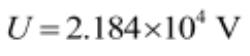 U = 2.184×10⁴ V